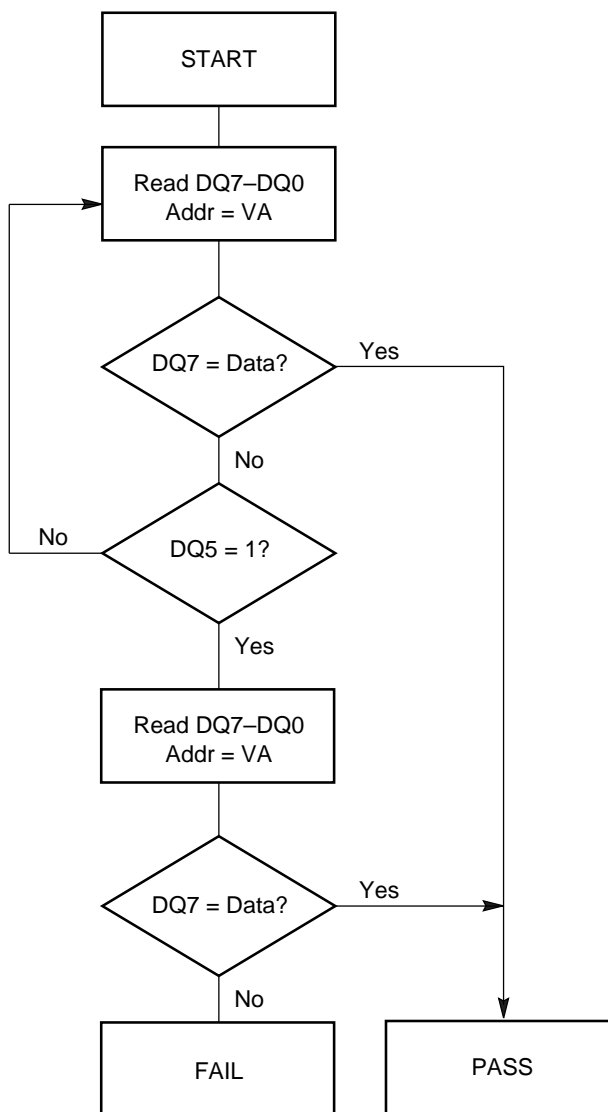 START
Read DQ7–DQ0
Addr = VA
DQ7 = Data?
Yes
No
No
DQ5 = 1?
Yes
Read DQ7–DQ0
Addr = VA
DQ7 = Data?
Yes
No
FAIL
PASS